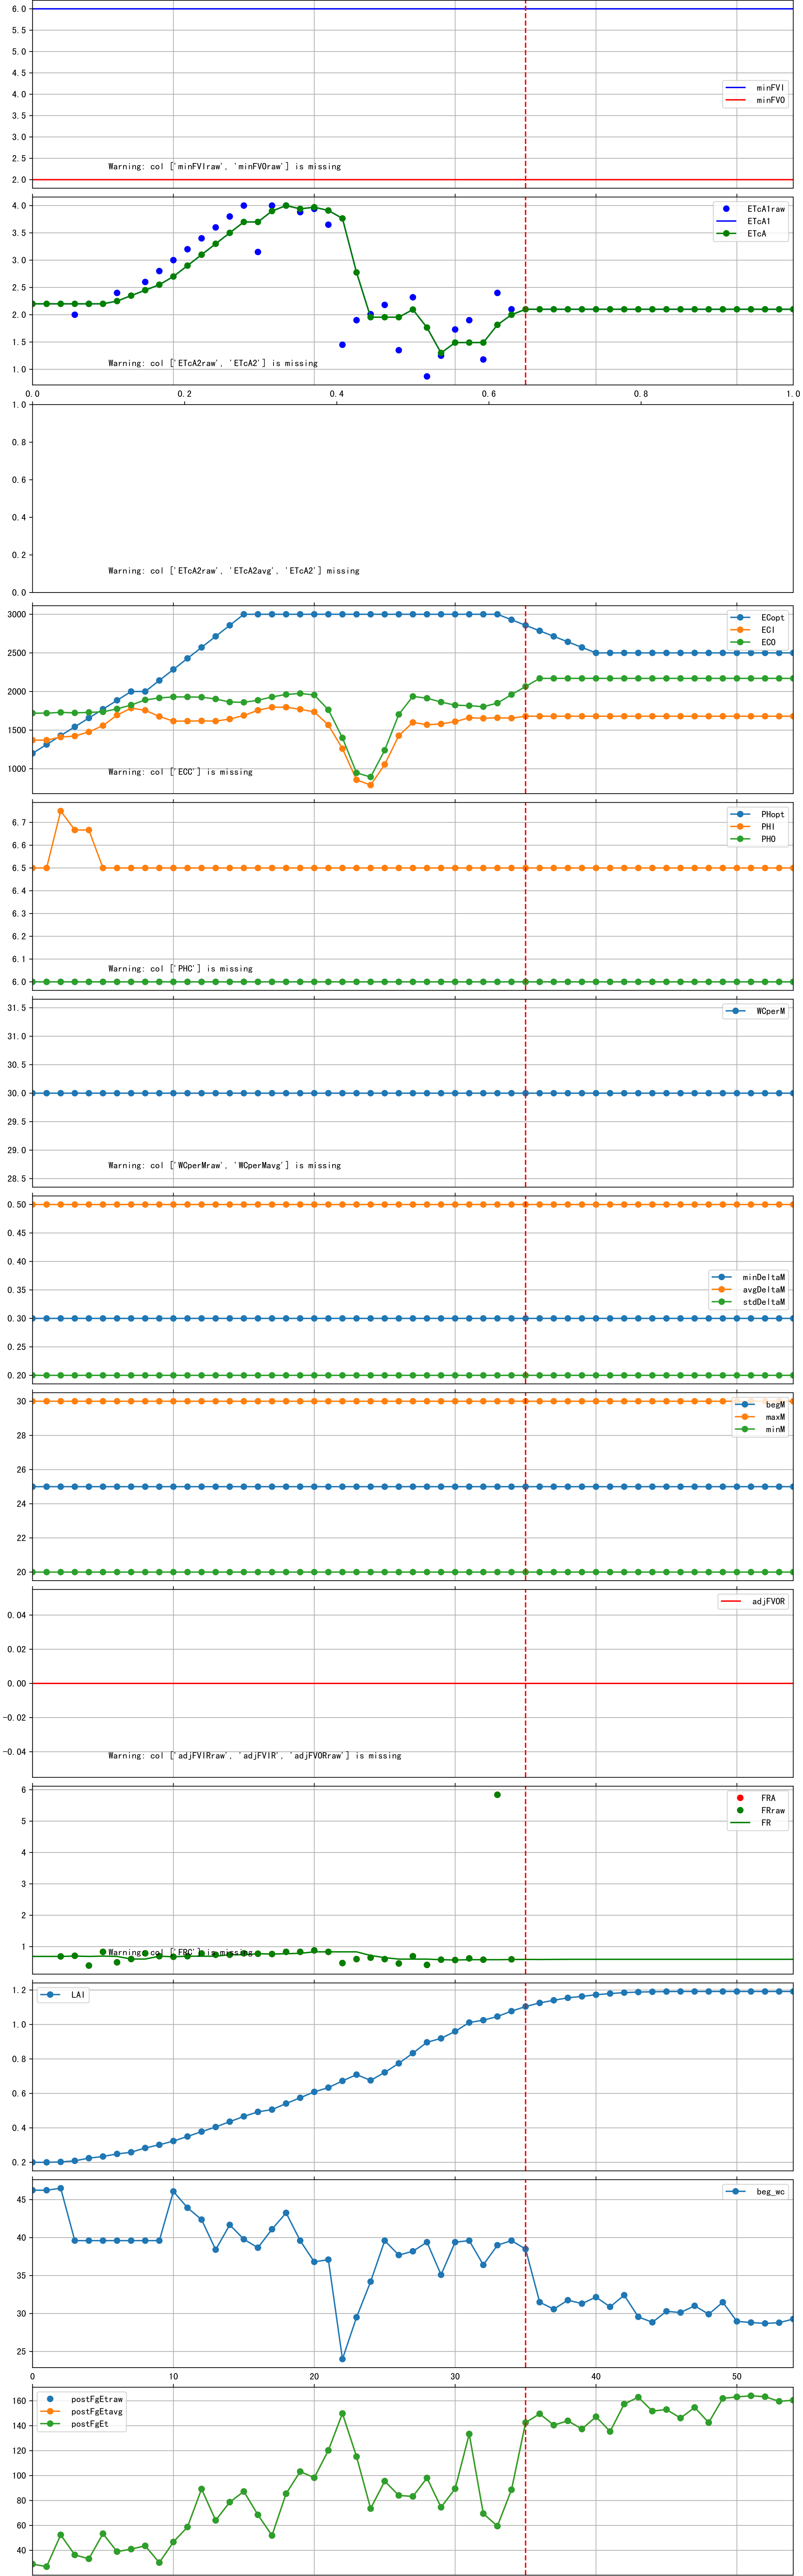 6.0
5.5
5.0
4.5
4.0
3.5
3.0
2.5
2.0
minFVI
minFVO
Warning: col ['minFVIraw', 'minFVOraw'] is missing
4.0
3.5
3.0
2.5
2.0
1.5
1.0
ETcA1raw
ETcA1
ETcA
Warning: col ['ETcA2raw', 'ETcA2'] is missing
0.0 0.2 0.4 0.6 0.8 1.0
1.0
0.8
0.6
0.4
0.2
0.0
Warning: col ['ETcA2raw', 'ETcA2avg', 'ETcA2'] missing
3000
2500
2000
1500
1000
ECopt
ECI
ECO
Warning: col ['ECC'] is missing
6.7
6.6
6.5
6.4
6.3
6.2
6.1
6.0
PHopt
PHI
PHO
Warning: col ['PHC'] is missing
31.5
31.0
30.5
30.0
29.5
29.0
28.5
WCperM
Warning: col ['WCperMraw', 'WCperMavg'] is missing
0.50
0.45
0.40
0.35
0.30
0.25
0.20
minDeltaM
avgDeltaM
stdDeltaM
30
28
26
24
22
20
begM
maxM
minM
0.04
0.02
0.00
-0.02
-0.04
adjFVOR
Warning: col ['adjFVIRraw', 'adjFVIR', 'adjFVORraw'] is missing
6
5
4
3
2
1
FRA
FRraw
FR
Warning: col ['FRC'] is missing
1.2
1.0
0.8
0.6
0.4
0.2
LAI
45
40
35
30
25
beg_wc
0 10 20 30 40 50
160
140
120
100
80
60
40
postFgEtraw
postFgEtavg
postFgEt